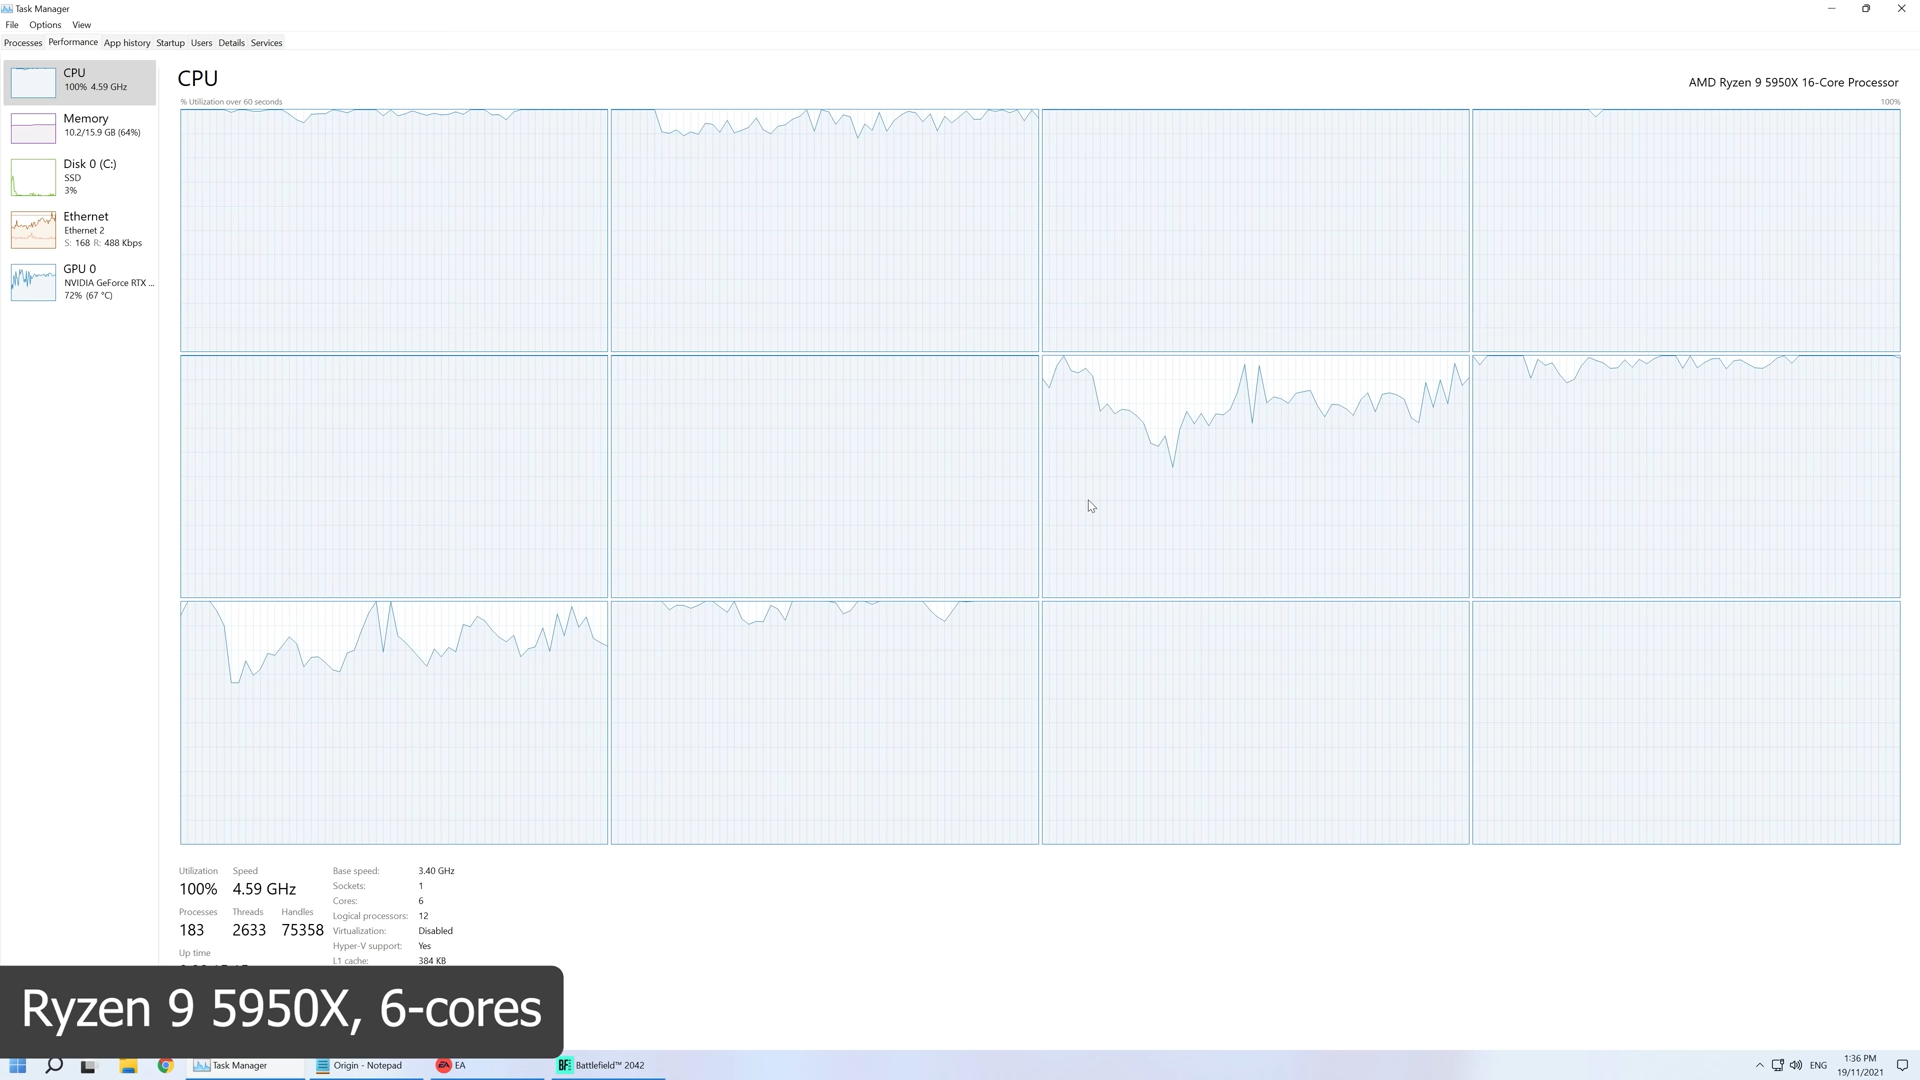 Task Manager
File Options View
Processes Performance App history Startup Users Details Services
CPU
100% 4.59 GHz
Memory
10.2/15.9 GB (64%)
Disk 0 (C:)
SSD
3%
Ethernet
Ethernet 2
S: 168 R: 488 Kbps
GPU 0
NVIDIA GeForce RTX ...
72% (67 °C)
CPU
AMD Ryzen 9 5950X 16-Core Processor
% Utilization over 60 seconds
100%
Utilization Speed
100% 4.59 GHz
Processes Threads Handles
183 2633 75358
Up time
Base speed: 3.40 GHz
Sockets: 1
Cores: 6
Logical processors: 12
Virtualization: Disabled
Hyper-V support: Yes
L1 cache: 384 KB
Ryzen 9 5950X, 6-cores
Task Manager
Origin - Notepad
EA
EA
BF
Battlefield™ 2042
ENG
1:36 PM
19/11/2021